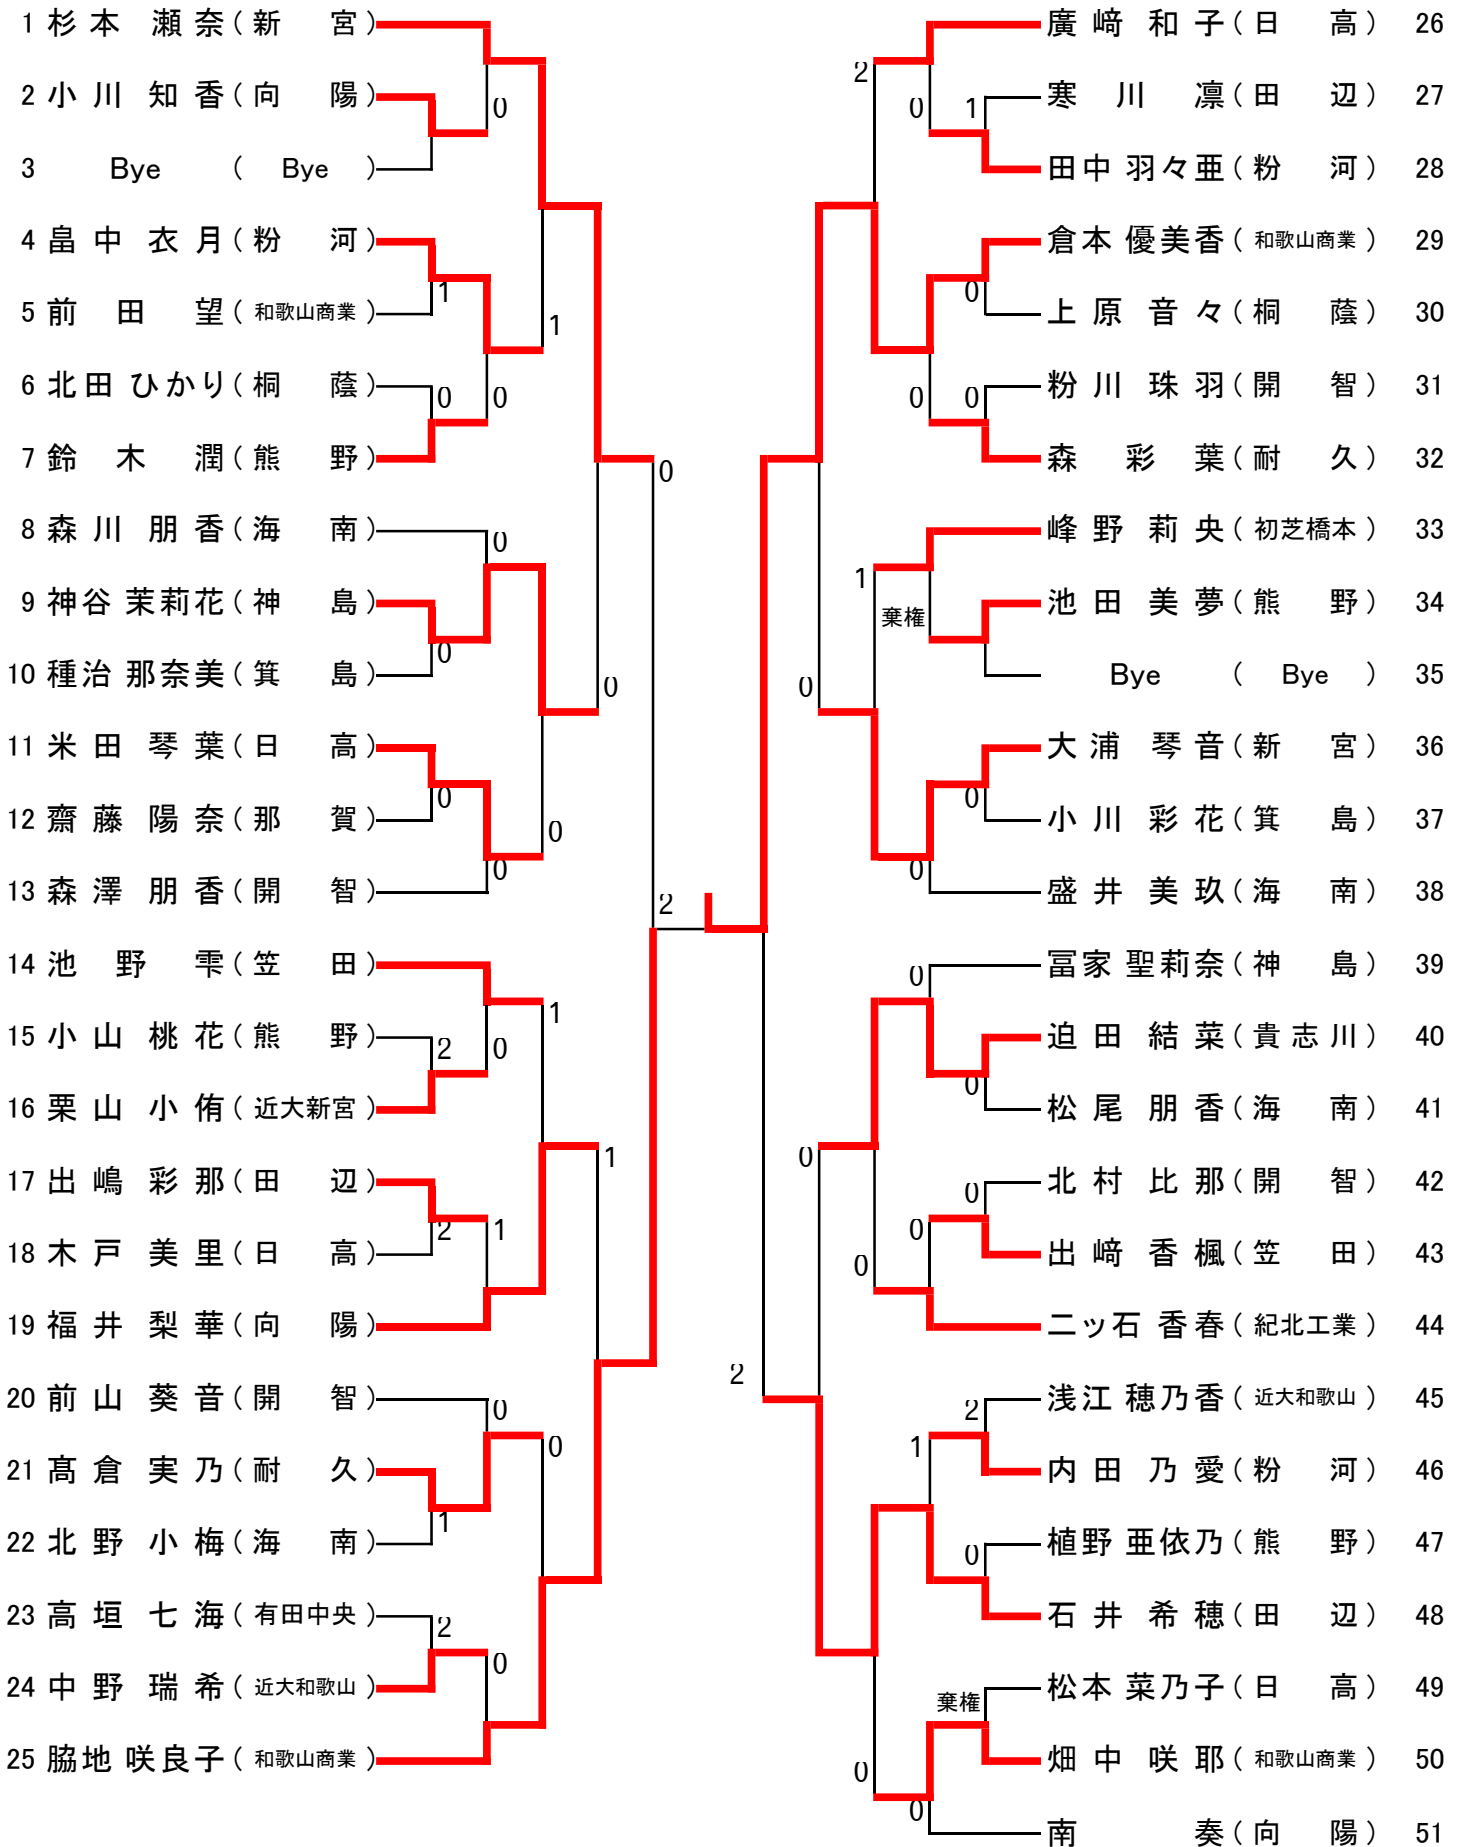 1 杉本 瀬奈 (新宮)
2 小川 知香 (向陽)
0
3 Bye (Bye)
4 畠中 衣月 (粉河)
1
5 前田 望 (和歌山商業)
1
6 北田 ひかり (桐蔭)
0 0
7 鈴木 潤 (熊野)
0
8 森川 朋香 (海南)
0
9 神谷 茉莉花 (神島)
0
10 種治 那奈美 (箕島)
0
11 米田 琴葉 (日高)
0
12 齋藤 陽奈 (那賀)
0
0
13 森澤 朋香 (開智)
2
14 池野 雫 (笠田)
1
15 小山 桃花 (熊野)
2 0
16 栗山 小侑 (近大新宮)
1
17 出嶋 彩那 (田辺)
2 1
18 木戸 美里 (日高)
19 福井 梨華 (向陽)
20 前山 葵音 (開智)
0
0
21 髙倉 実乃 (耐久)
1
22 北野 小梅 (海南)
23 高垣 七海 (有田中央)
2
0
24 中野 瑞希 (近大和歌山)
25 脇地 咲良子 (和歌山商業)
廣﨑 和子 (日高) 26
2
0 1
寒川 凛 (田辺) 27
田中 羽々亜 (粉河) 28
倉本 優美香 (和歌山商業) 29
0
上原 音々 (桐蔭) 30
粉川 珠羽 (開智) 31
0 0
森 彩葉 (耐久) 32
峰野 莉央 (初芝橋本) 33
1
池田 美夢 (熊野) 34
棄権
Bye (Bye) 35
0
大浦 琴音 (新宮) 36
0
小川 彩花 (箕島) 37
0
盛井 美玖 (海南) 38
冨家 聖莉奈 (神島) 39
0
迫田 結菜 (貴志川) 40
0
松尾 朋香 (海南) 41
0
北村 比那 (開智) 42
0
0
出﨑 香楓 (笠田) 43
0
二ッ石 香春 (紀北工業) 44
2
浅江 穂乃香 (近大和歌山) 45
2
1
内田 乃愛 (粉河) 46
植野 亜依乃 (熊野) 47
0
石井 希穂 (田辺) 48
松本 菜乃子 (日高) 49
棄権
畑中 咲耶 (和歌山商業) 50
0
0
南 奏 (向陽) 51